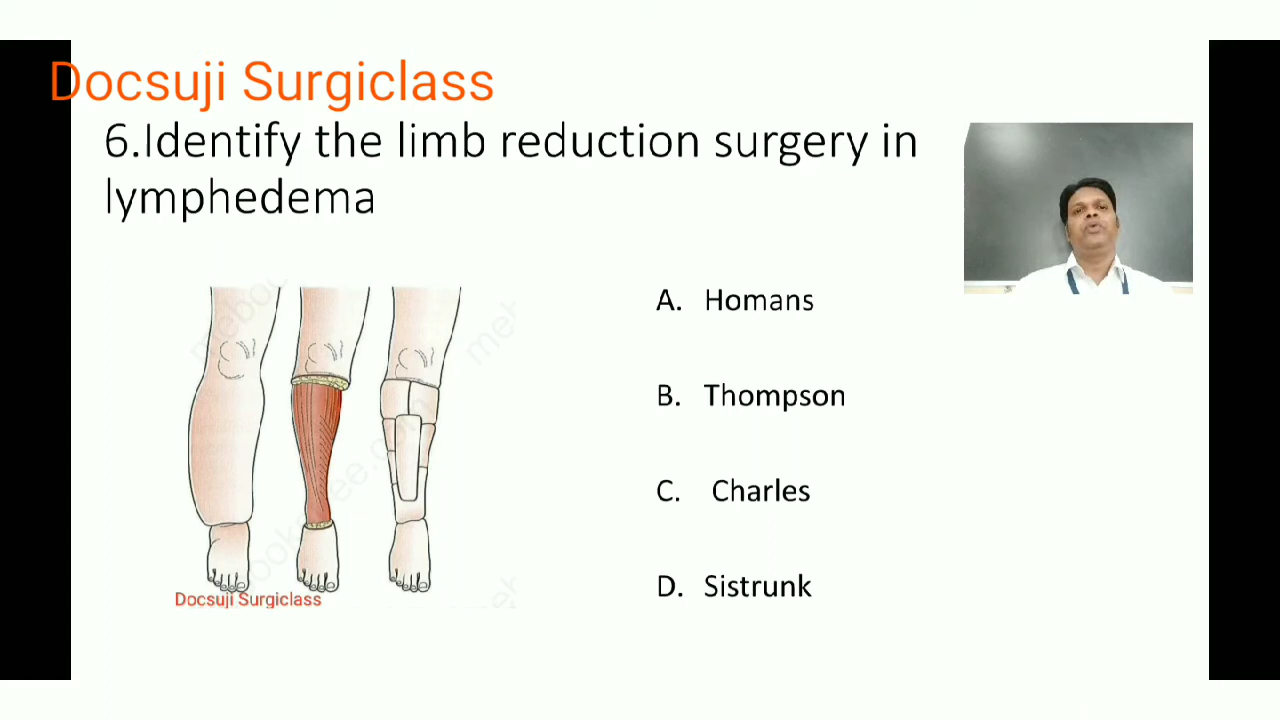 Docsuji Surgiclass
6.Identify the limb reduction surgery in
lymphedema
A. Homans
B. Thompson
C. Charles
D. Sistrunk
Docsuji Surgiclass